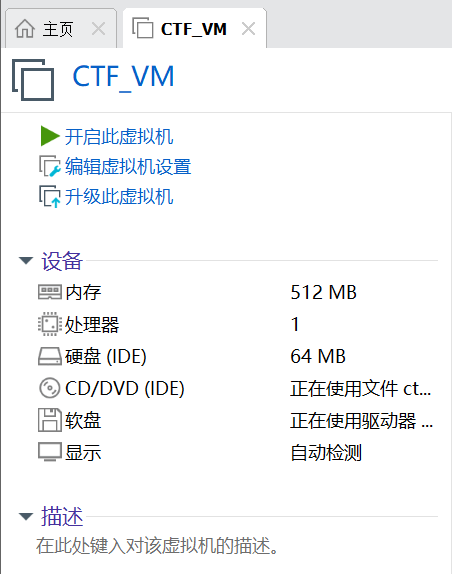 主页 CTF_VM
CTF_VM
开启此虚拟机
编辑虚拟机设置
升级此虚拟机
设备
内存 512 MB
处理器 1
硬盘 (IDE) 64 MB
CD/DVD (IDE) 正在使用文件 ct...
软盘 正在使用驱动器 ...
显示 自动检测
描述
在此处键入对该虚拟机的描述。